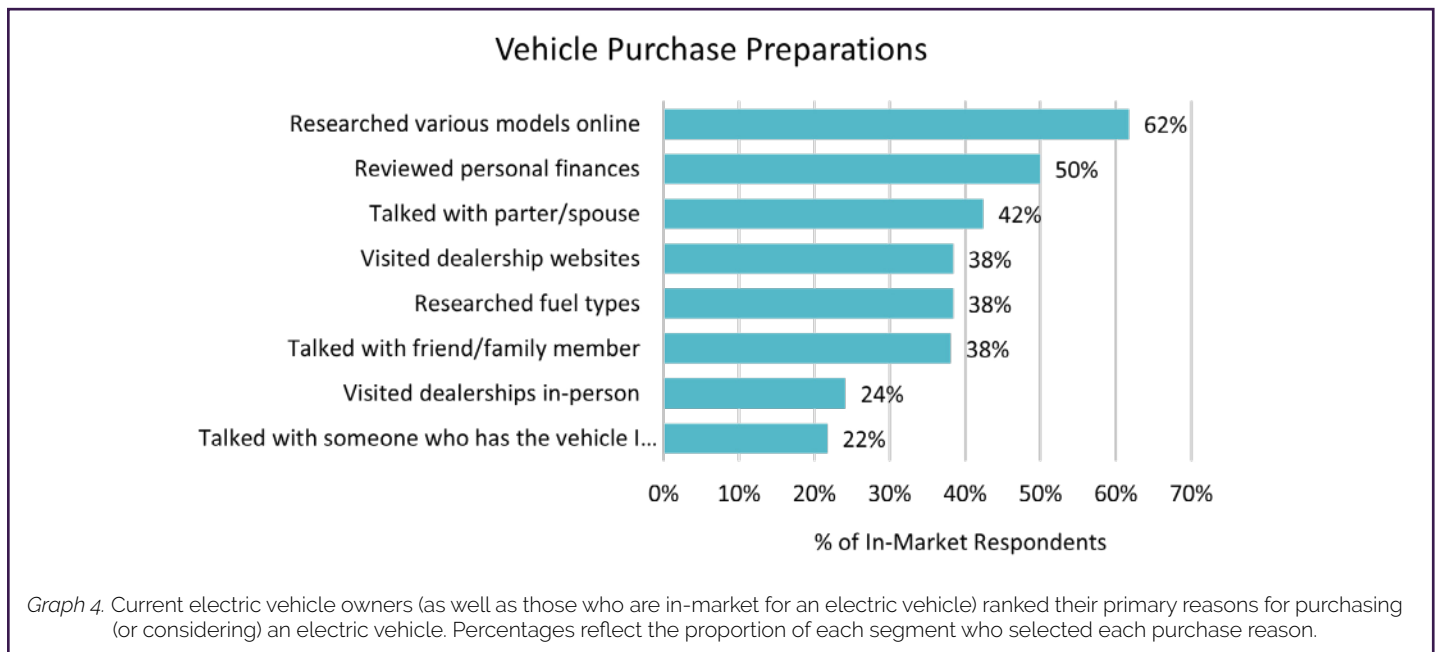 Vehicle Purchase Preparations
Researched various models online 62%
Reviewed personal finances 50%
Talked with parter/spouse 42%
Visited dealership websites 38%
Researched fuel types 38%
Talked with friend/family member 38%
Visited dealerships in-person 24%
Talked with someone who has the vehicle I... 22%
0% 10% 20% 30% 40% 50% 60% 70%
% of In-Market Respondents
Graph 4. Current electric vehicle owners (as well as those who are in-market for an electric vehicle) ranked their primary reasons for purchasing
(or considering) an electric vehicle. Percentages reflect the proportion of each segment who selected each purchase reason.